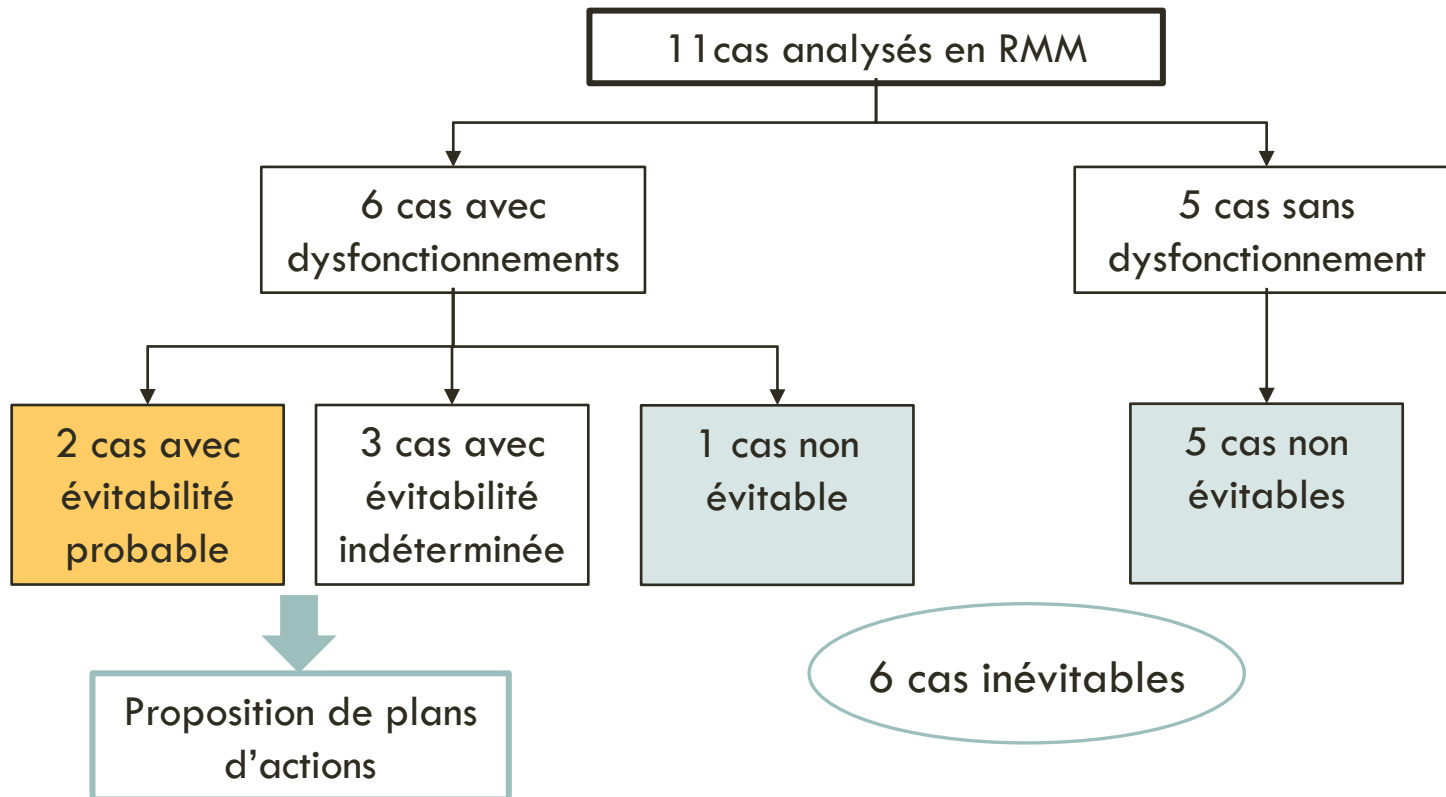 11cas analysés en RMM
6 cas avec
dysfonctionnements
5 cas sans
dysfonctionnement
2 cas avec
évitabilité
probable
3 cas avec
évitabilité
indéterminée
1 cas non
évitable
5 cas non
évitables
6 cas inévitables
Proposition de plans
d’actions